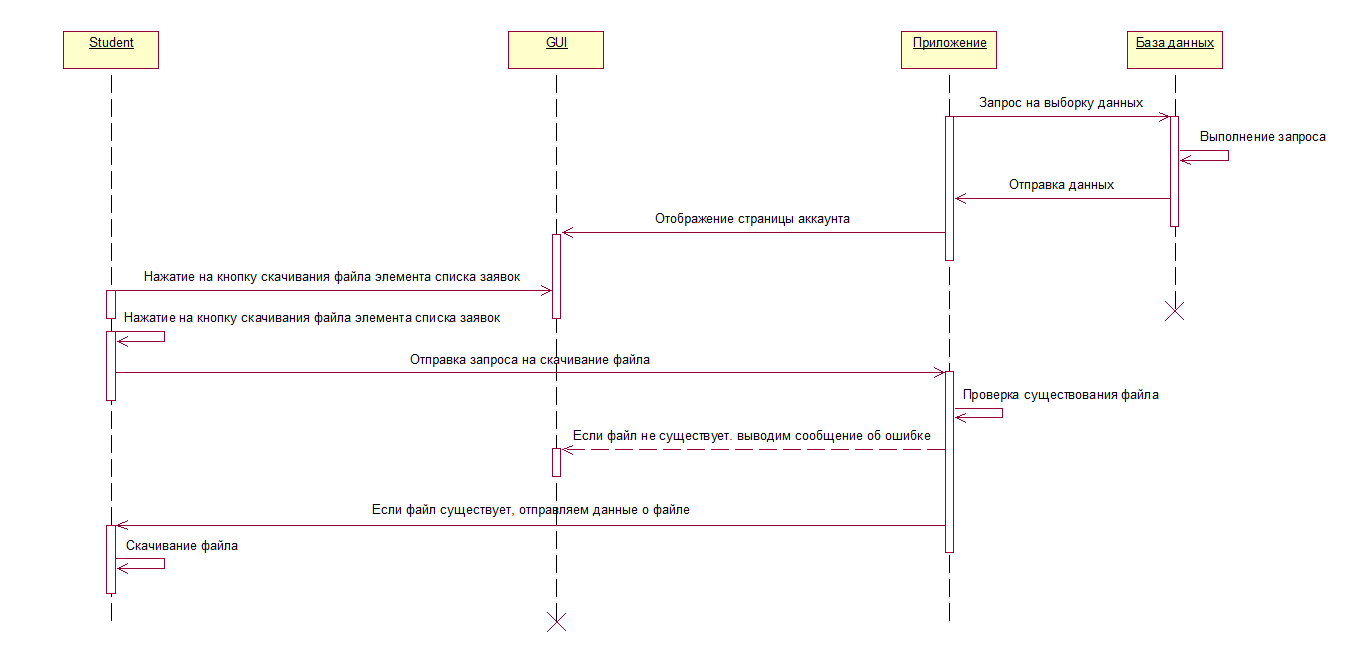 Student
GUI
Приложение
База данных
Запрос на выборку данных
Выполнение запроса
Отправка данных
Отображение страницы аккаунта
Нажатие на кнопку скачивания файла элемента списка заявок
Нажатие на кнопку скачивания файла элемента списка заявок
Отправка запроса на скачивание файла
Проверка существования файла
Если файл не существует. выводим сообщение об ошибке
Если файл существует, отправляем данные о файле
Скачивание файла